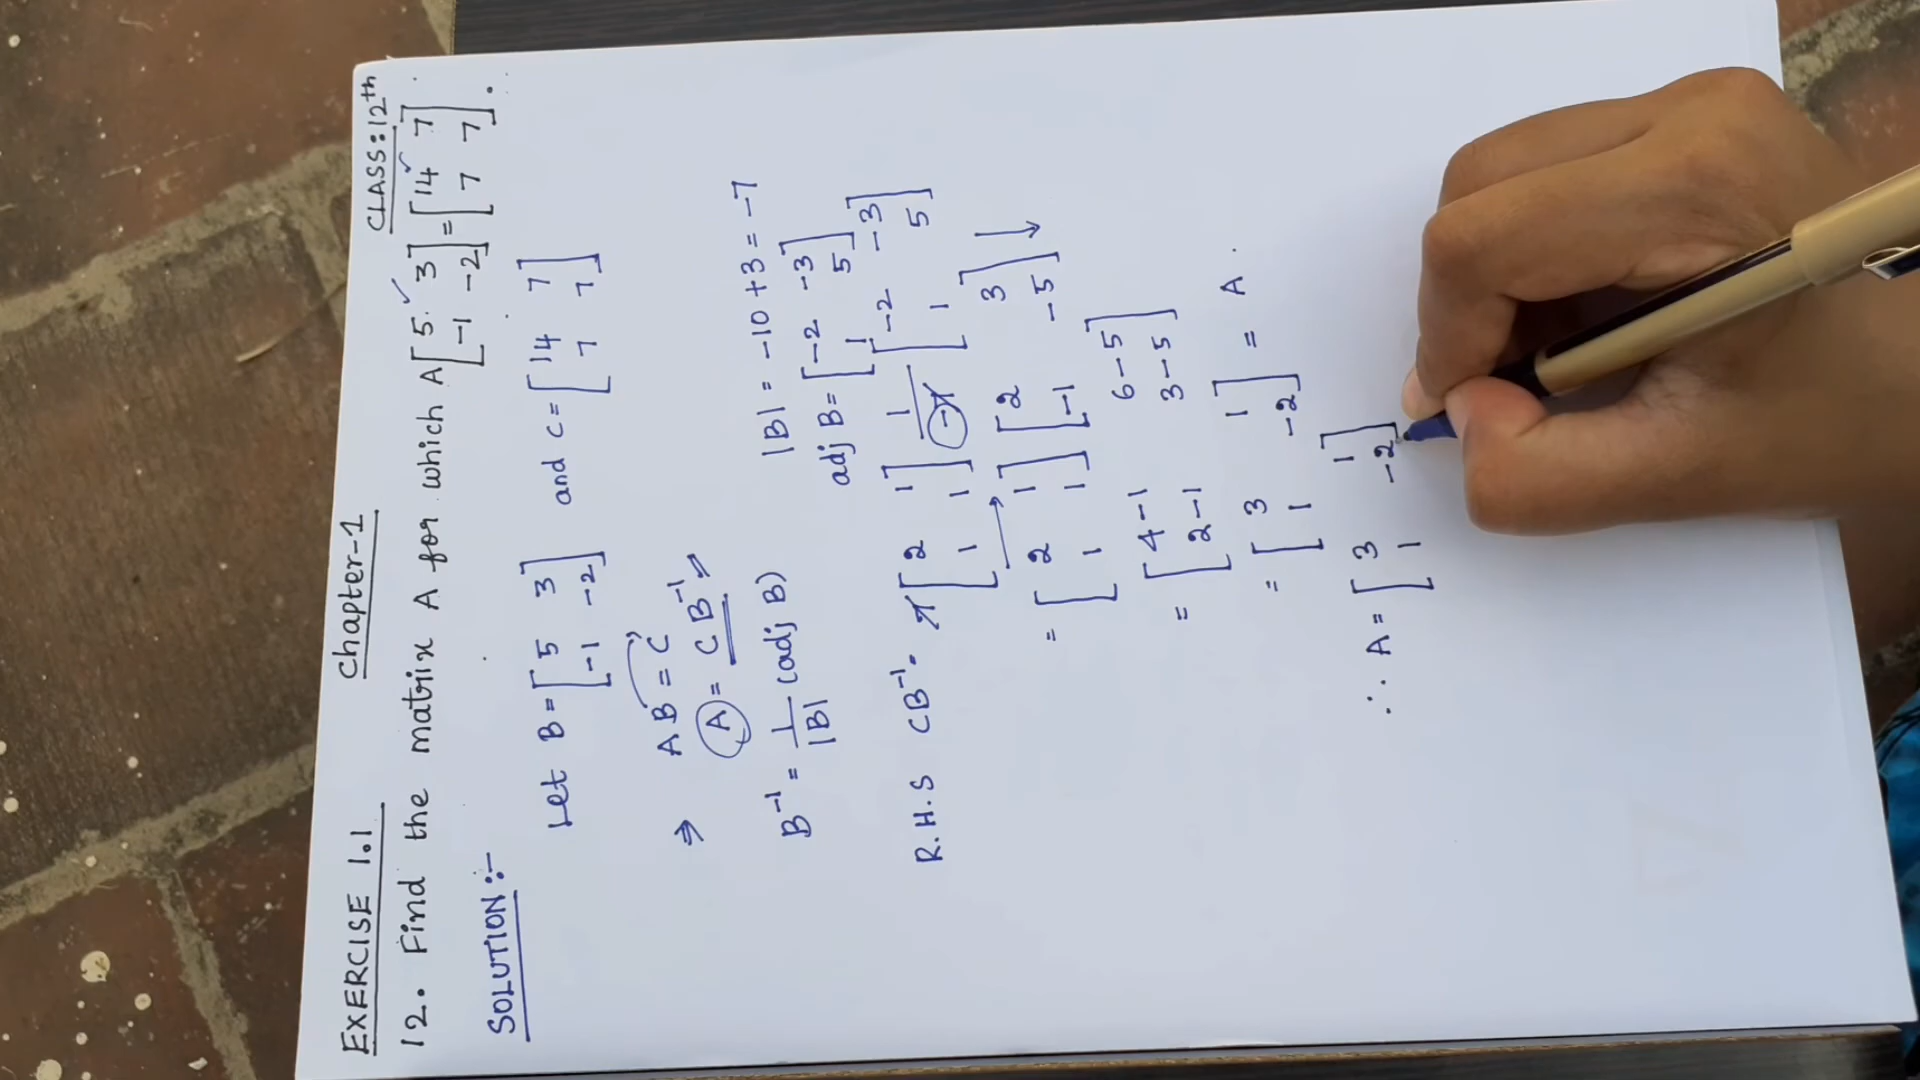 EXERCISE 1.1 Chapter-1 CLASS: 12th
12. Find the matrix A for which A[5 3] = [14 7]
[-1 -2] [7 7].
SOLUTION:-
Let B = [5 3] and C = [14 7]
[-1 -2] [7 7]
⇒ AB = C
A = CB⁻¹ |B| = -10 + 3 = -7
B⁻¹ = 1/|B| (adj B) adj B = [-2 -3]
[1 5]
R.H.S CB⁻¹. 7 [2 1] 1/-7 [-2 -3]
[1 1] [1 5]
= [2 1] [2 3]
[1 1] [-1 -5]
= [4-1 6-5]
[2-1 3-5]
= [3 1] = A.
[1 -2]
∴ A = [3 1]
[1 -2]